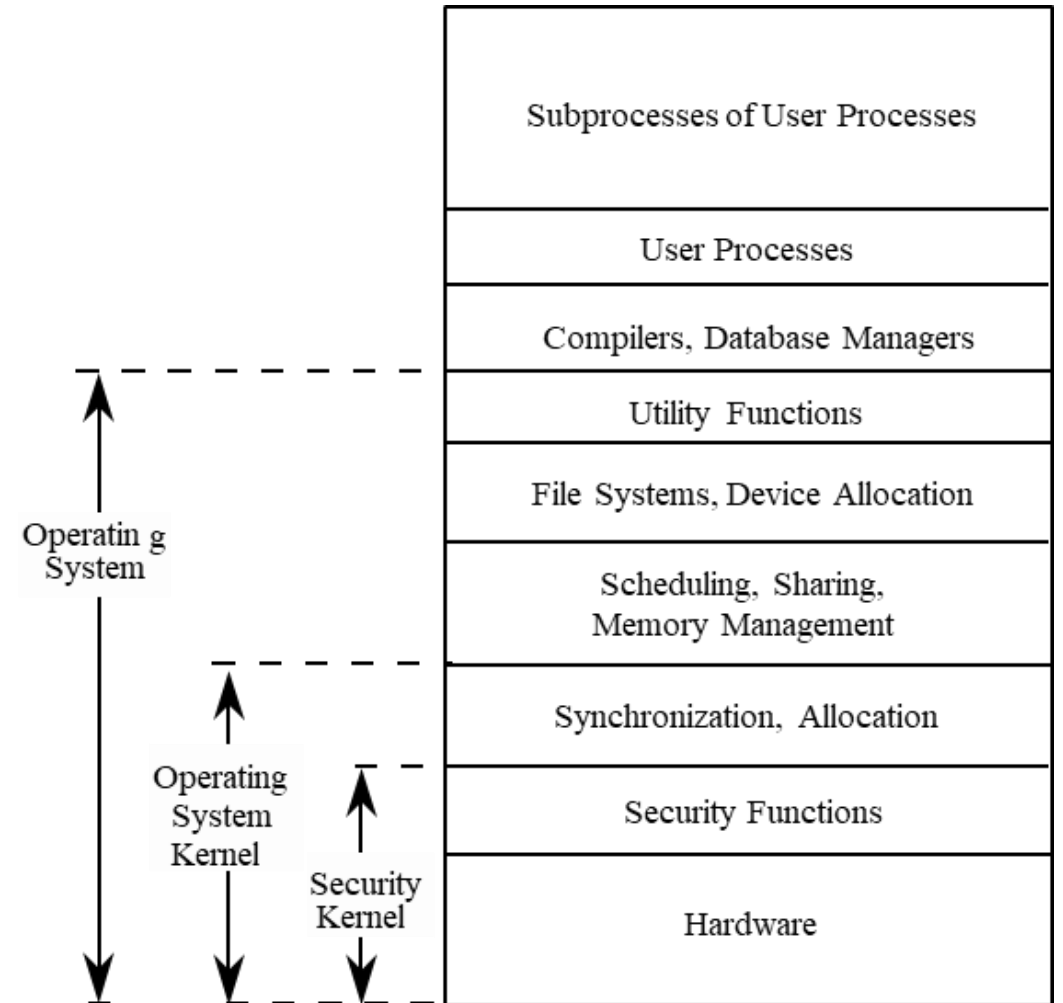 Subprocesses of User Processes
User Processes
Compilers, Database Managers
Utility Functions
File Systems, Device Allocation
Scheduling, Sharing,
Memory Management
Synchronization, Allocation
Security Functions
Hardware
Operatin g
System
Operating
System
Kernel
Security
Kernel